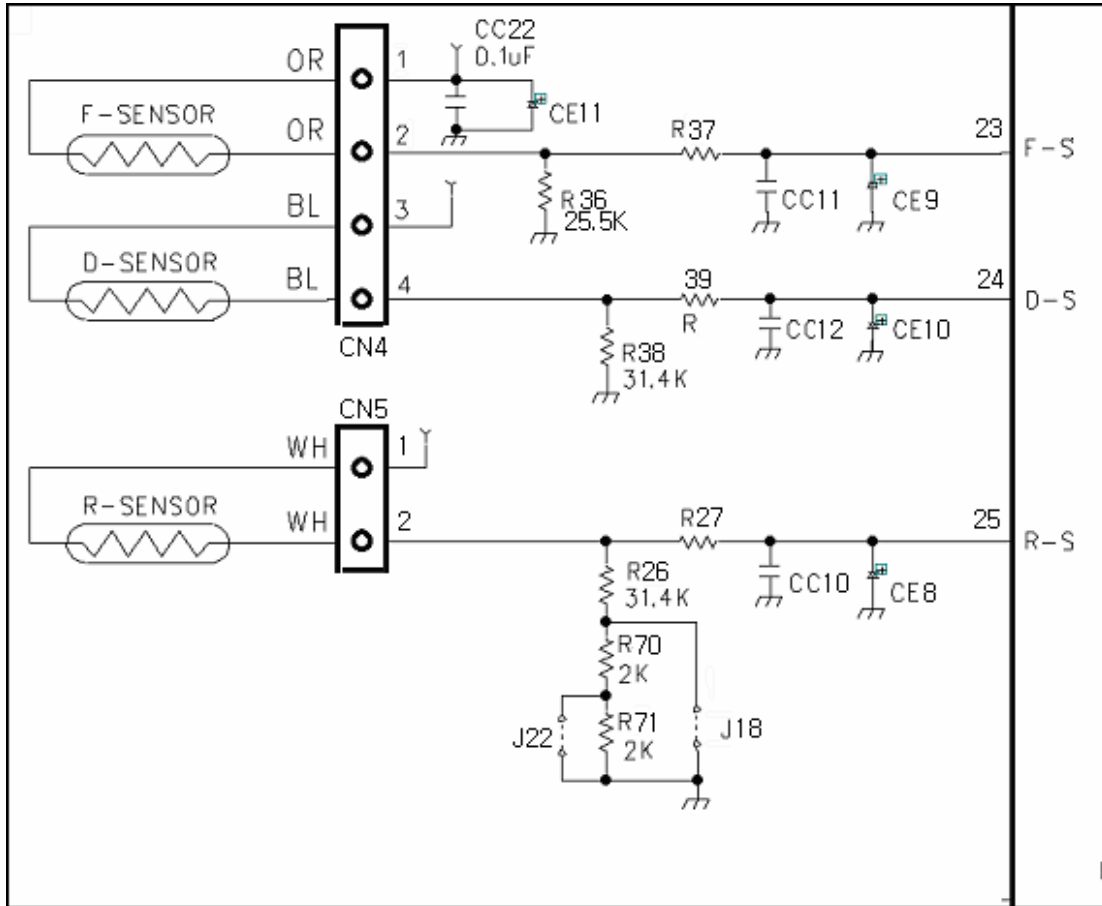 CC22
0.1uF
OR
1
F-SENSOR
OR
2
CE11
R37
23
F-S
R36
25.5K
CC11
CE9
BL
3
D-SENSOR
BL
4
39
R
24
D-S
R38
31.4K
CC12
CE10
CN4
CN5
WH
1
R-SENSOR
WH
2
R27
25
R-S
R26
31.4K
CC10
CE8
R70
2K
J22
R71
2K
J18